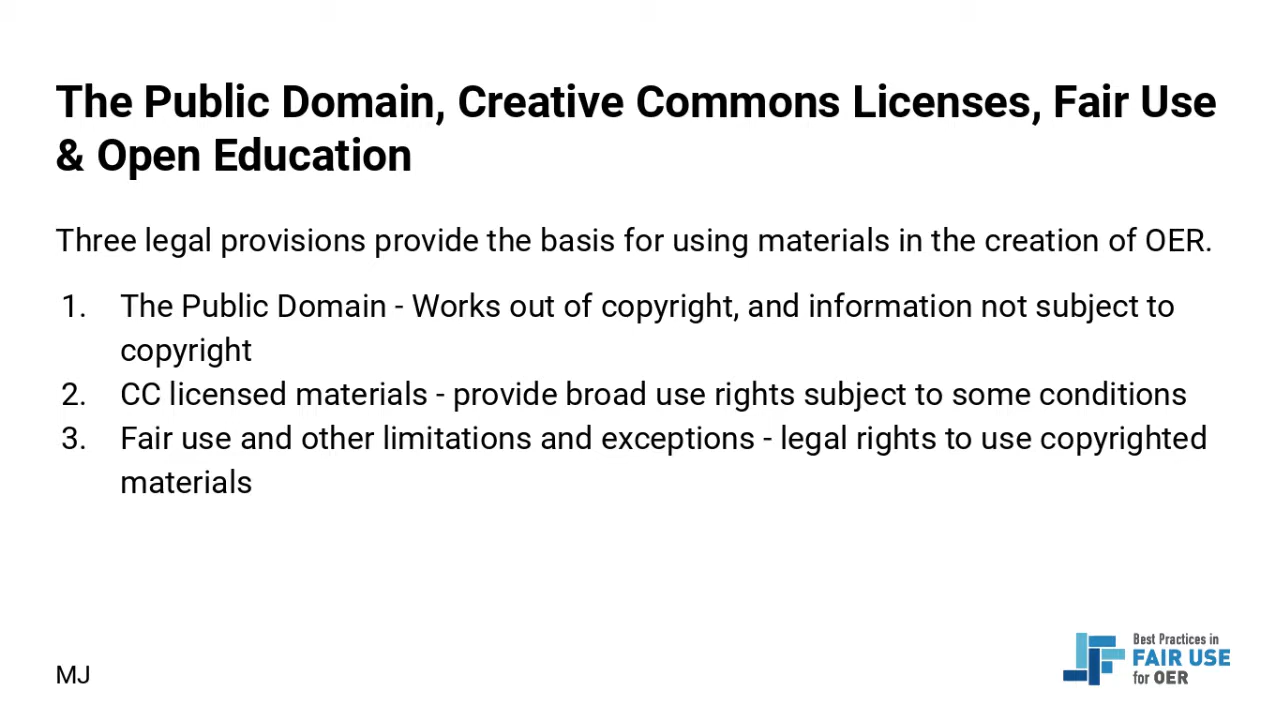 The Public Domain, Creative Commons Licenses, Fair Use
& Open Education
Three legal provisions provide the basis for using materials in the creation of OER.
1. The Public Domain - Works out of copyright, and information not subject to
copyright
2. CC licensed materials - provide broad use rights subject to some conditions
3. Fair use and other limitations and exceptions - legal rights to use copyrighted
materials
MJ
Best Practices in
FAIR USE
for OER